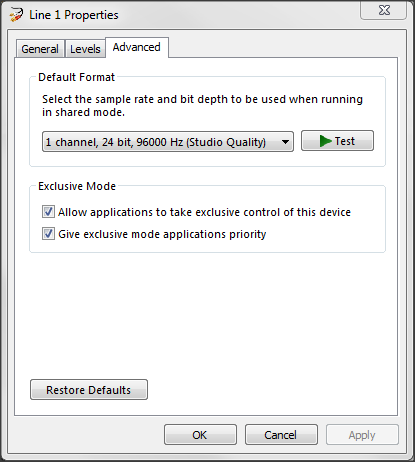 Line 1 Properties
General
Levels
Advanced
Default Format
Select the sample rate and bit depth to be used when running
in shared mode.
1 channel, 24 bit, 96000 Hz (Studio Quality)
Test
Exclusive Mode
Allow applications to take exclusive control of this device
Give exclusive mode applications priority
Restore Defaults
OK
Cancel
Apply